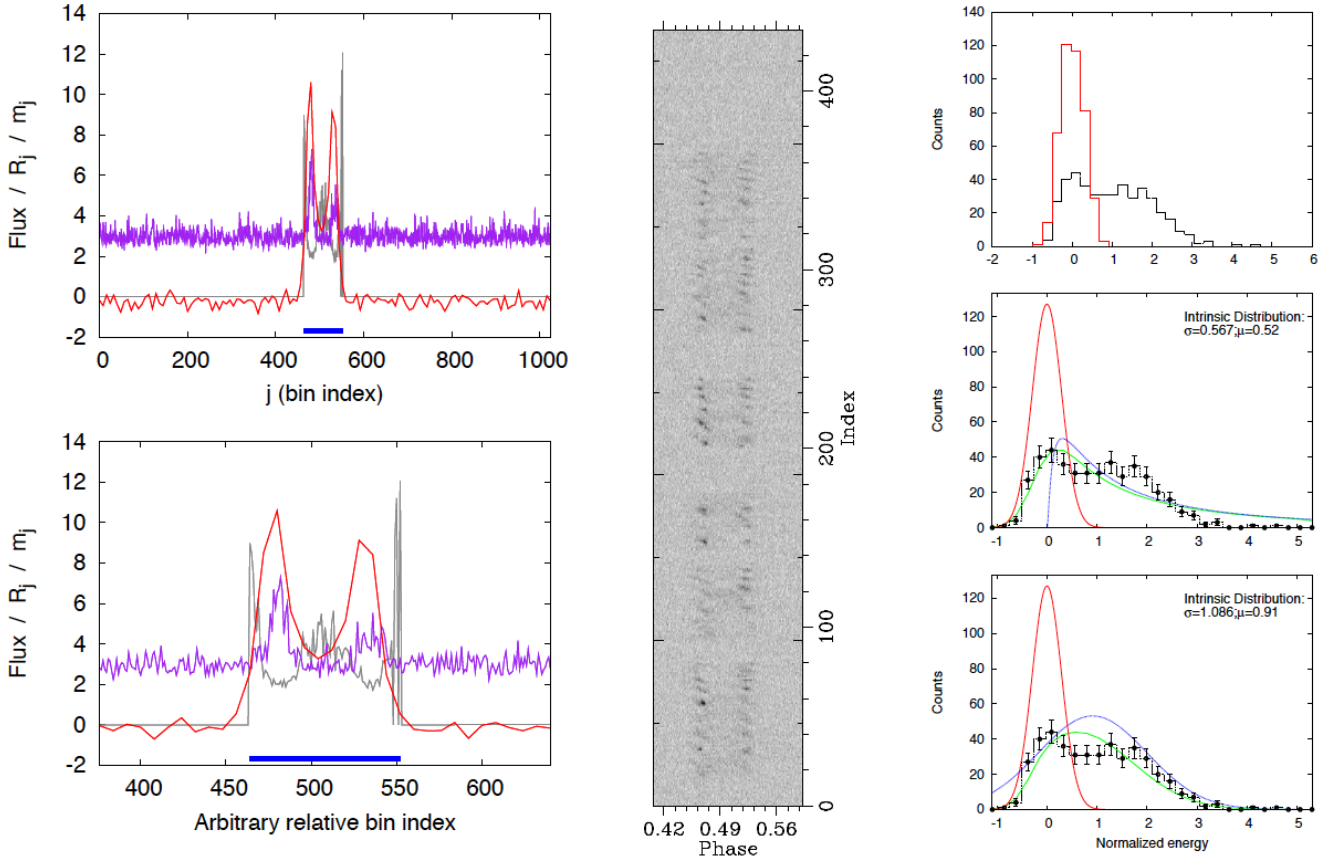 14
12
10
8
6
4
2
0
-2
Flux / R_j / m_j
0 200 400 600 800 1000
j (bin index)
14
12
10
8
6
4
2
0
-2
Flux / R_j / m_j
400 450 500 550 600
Arbitrary relative bin index
400
300
200
100
0
Index
0.42 0.49 0.56
Phase
140
120
100
80
60
40
20
0
Counts
-2 -1 0 1 2 3 4 5 6
Intrinsic Distribution:
σ=0.567;μ=0.52
120
100
80
60
40
20
0
Counts
-1 0 1 2 3 4 5
Intrinsic Distribution:
σ=1.086;μ=0.91
120
100
80
60
40
20
0
Counts
-1 0 1 2 3 4 5
Normalized energy